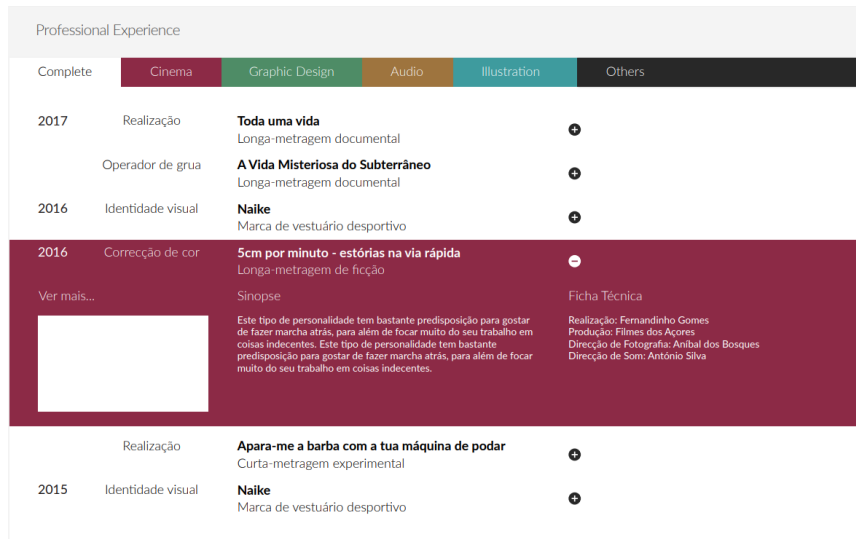 Professional Experience
Complete Cinema Graphic Design Audio Illustration Others
2017 Realização Toda uma vida
Longa-metragem documental
Operador de grua A Vida Misteriosa do Subterrâneo
Longa-metragem documental
2016 Identidade visual Naike
Marca de vestuário desportivo
2016 Correcção de cor 5cm por minuto - estórias na via rápida
Longa-metragem de ficção
Ver mais...
Sinopse
Este tipo de personalidade tem bastante predisposição para gostar
de fazer marcha atrás, para além de focar muito do seu trabalho em
coisas indecentes. Este tipo de personalidade tem bastante
predisposição para gostar de fazer marcha atrás, para além de focar
muito do seu trabalho em coisas indecentes.
Ficha Técnica
Realização: Fernandinho Gomes
Produção: Filmes dos Açores
Direcção de Fotografia: Aníbal dos Bosques
Direcção de Som: António Silva
Realização Apara-me a barba com a tua máquina de podar
Curta-metragem experimental
2015 Identidade visual Naike
Marca de vestuário desportivo